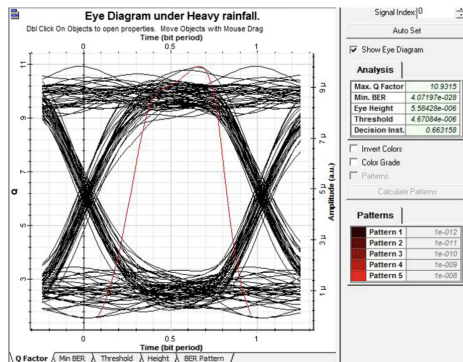 Eye Diagram under Heavy rainfall.
Dbl Click On Objects to open properties. Move Objects with Mouse Drag
Time (bit period)
0 0.5 1
11
9
7
5
3
Q
9 µ
7 µ
5 µ
3 µ
1 µ
Amplitude (a.u.)
0 0.5 1
Time (bit period)
Q Factor Min BER Threshold Height BER Pattern
Signal Index: 0
Auto Set
Show Eye Diagram
Analysis
Max. Q Factor 10.9315
Min. BER 4.07197e-028
Eye Height 5.58428e-006
Threshold 4.67084e-006
Decision Inst. 0.663158
Invert Colors
Color Grade
Patterns
Calculate Patterns
Patterns
Pattern 1 1e-012
Pattern 2 1e-011
Pattern 3 1e-010
Pattern 4 1e-009
Pattern 5 1e-008